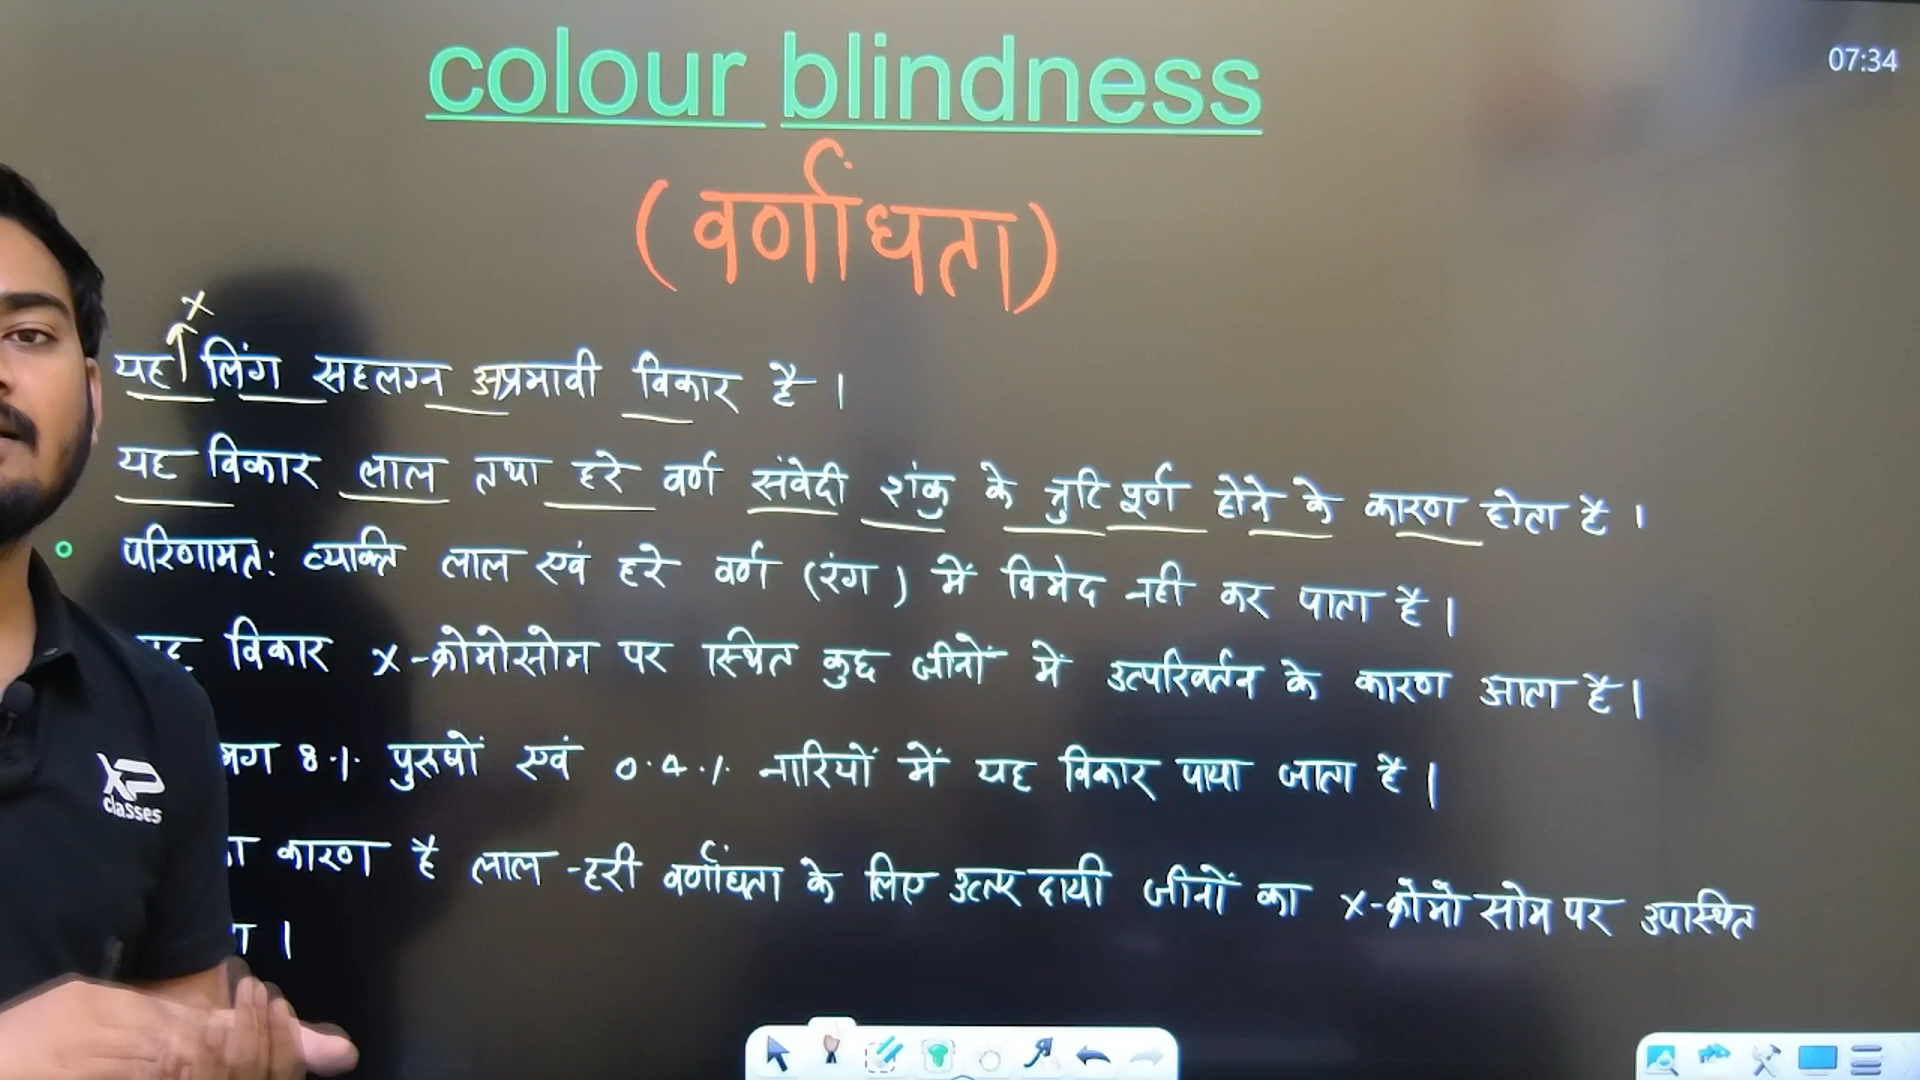 colour blindness
07:34
(वर्णांधता)
x
यह लिंग सहलग्न अप्रभावी विकार है ।
यह विकार लाल तथा हरे वर्ण संवेदी शंकु के त्रुटि पूर्ण होने के कारण होता है ।
परिणामत: व्यक्ति लाल एवं हरे वर्ण (रंग) में विभेद नही कर पाता है ।
विकार x-क्रोमोसोम पर स्थित कुछ जीनों में उत्परिवर्तन के कारण आता है ।
8% पुरूषों एवं 0.4% नारियों में यह विकार पाया जाता है ।
कारण है लाल-हरी वर्णांधता के लिए उत्तरदायी जीनों का x-क्रोमोसोम पर उपस्थित
।
XP classes